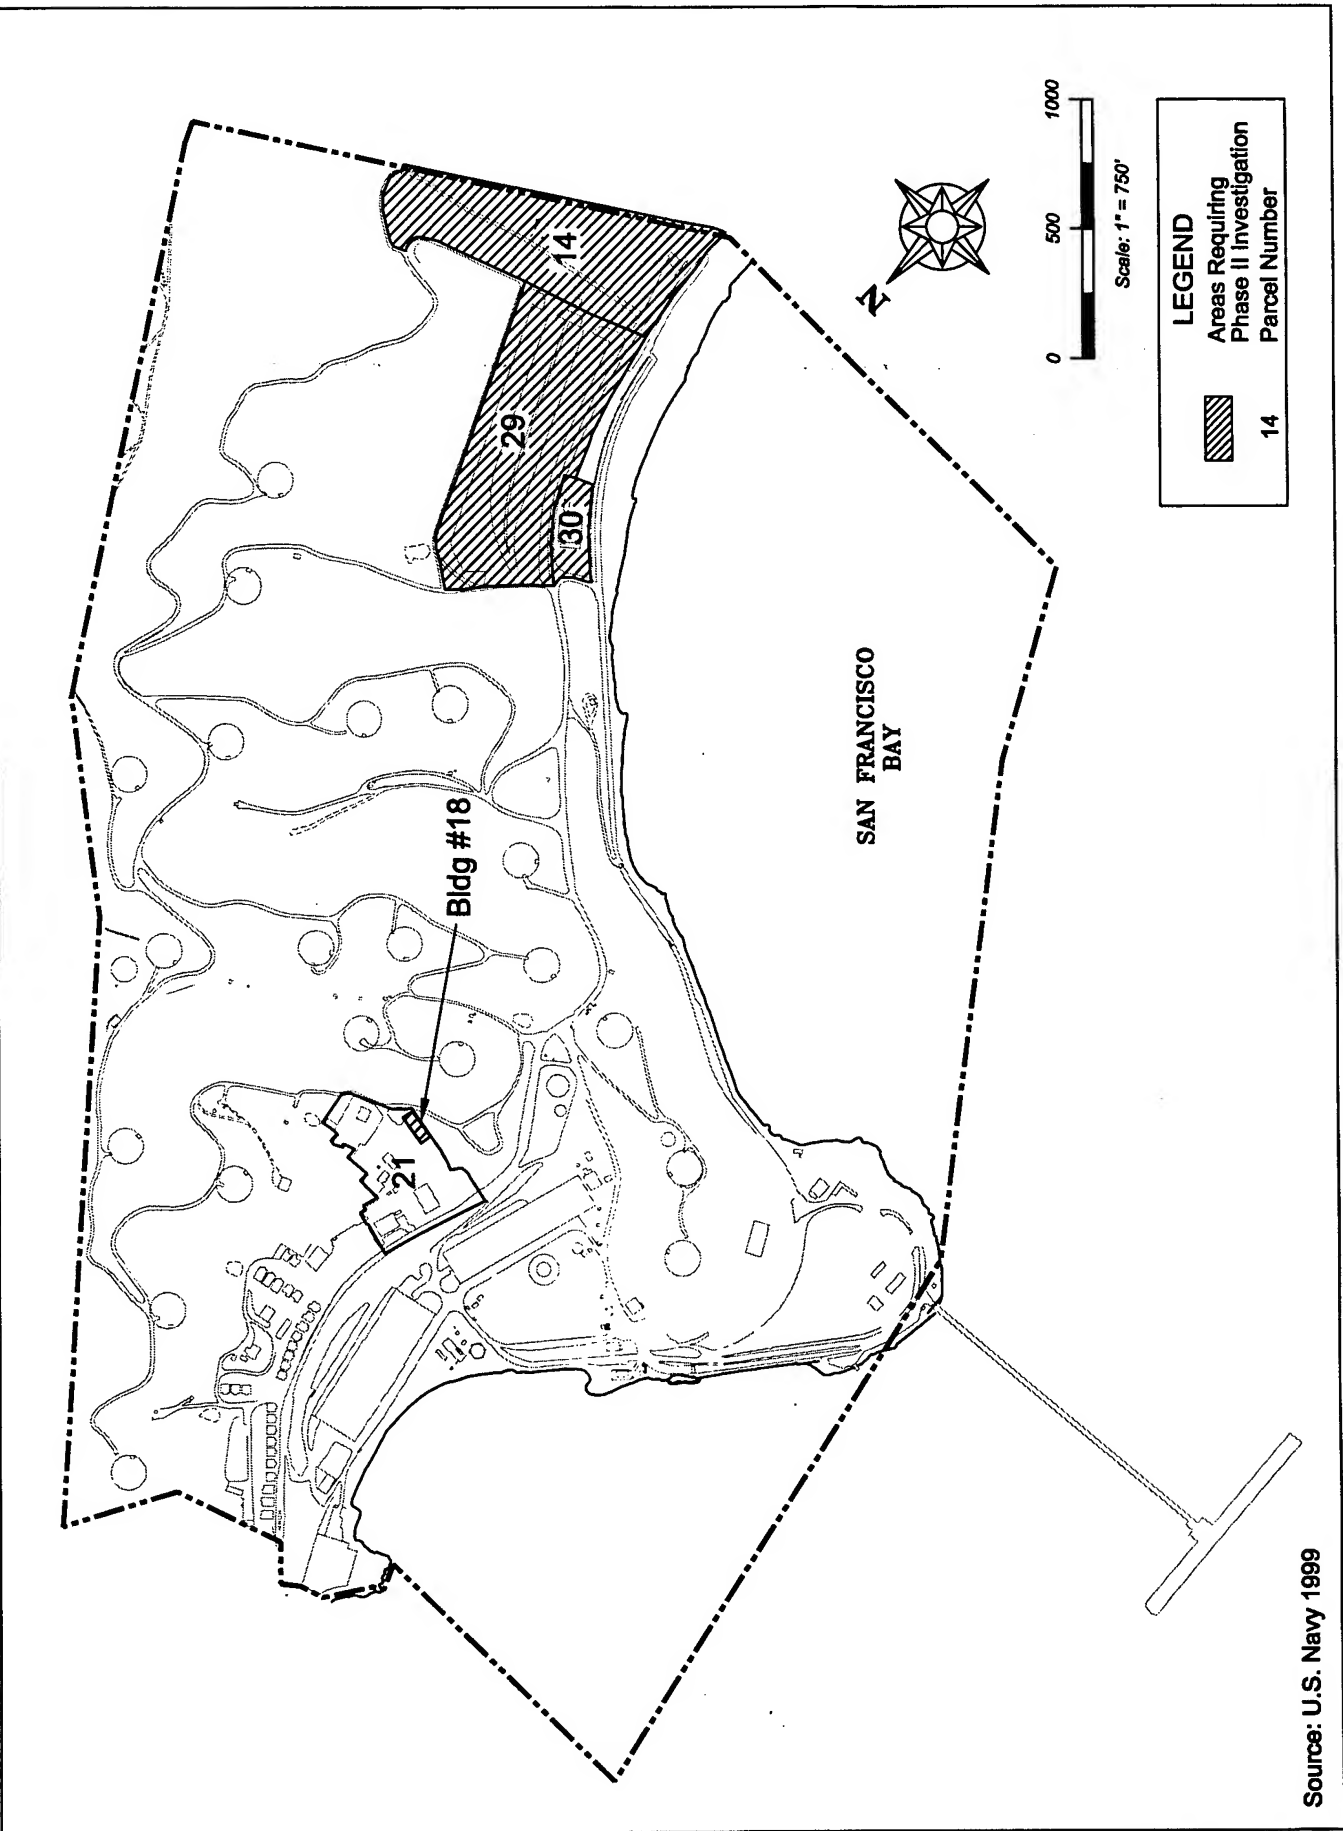 14
29
30
Bldg #18
21
SAN FRANCISCO
BAY
N
0 500 1000
Scale: 1" = 750'
LEGEND
Areas Requiring
Phase II Investigation
14 Parcel Number
Source: U.S. Navy 1999